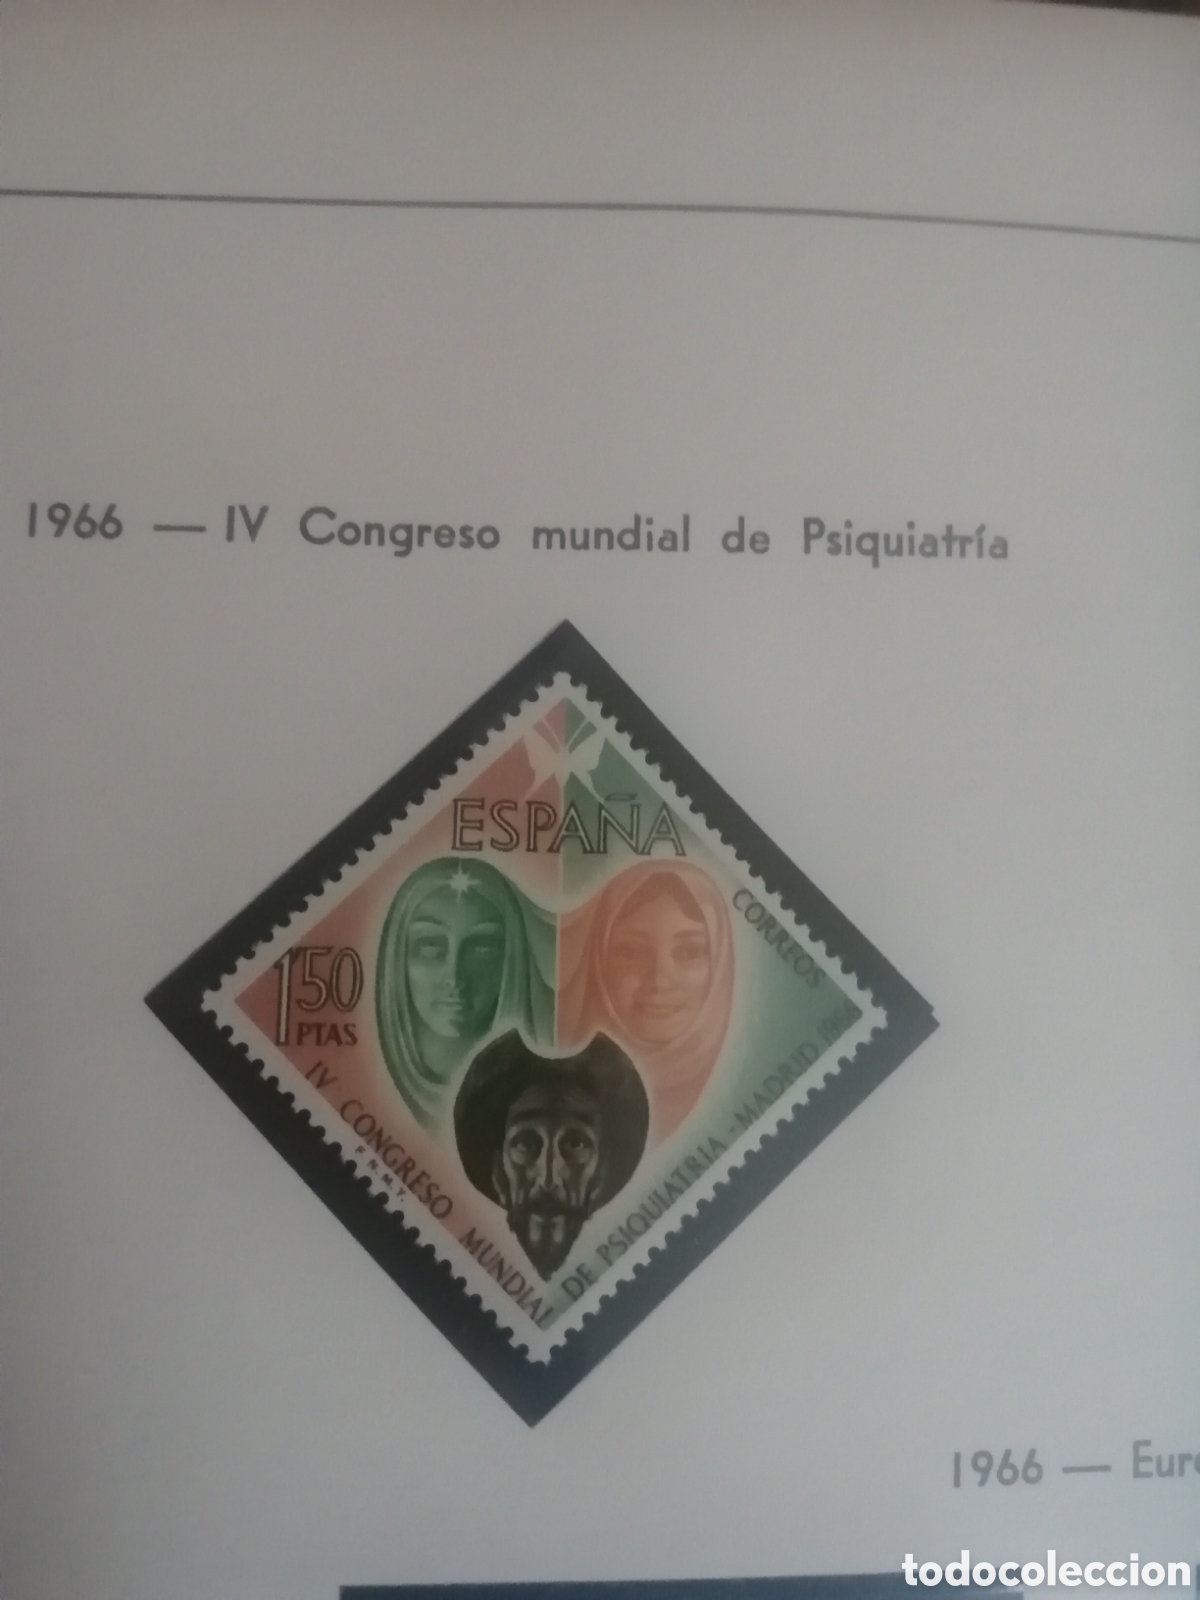 1966 — IV Congreso mundial de Psiquiatría
ESPAÑA
1'50
PTAS
CORREOS
IV CONGRESO MUNDIAL
DE PSIQUIATRIA - MADRID 1966
F.N.M.T.
1966 —
todocoleccion